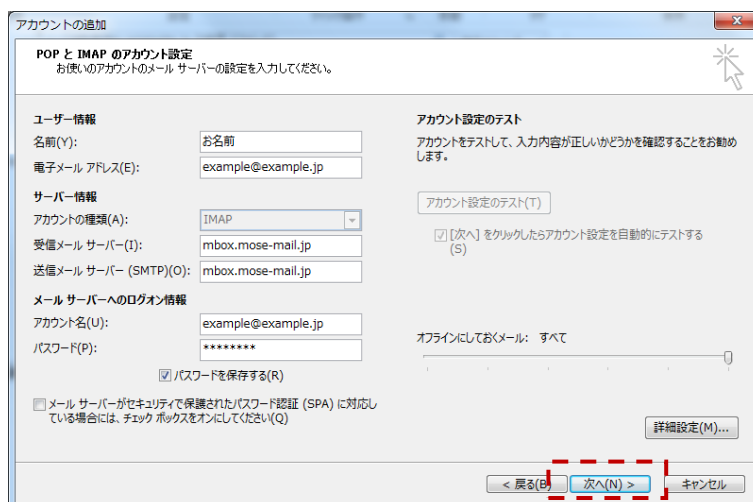 アカウントの追加
POP と IMAP のアカウント設定
お使いのアカウントのメール サーバーの設定を入力してください。
ユーザー情報
名前(Y): お名前
電子メール アドレス(E): example@example.jp
サーバー情報
アカウントの種類(A): IMAP
受信メール サーバー(I): mbox.mose-mail.jp
送信メール サーバー (SMTP)(O): mbox.mose-mail.jp
メール サーバーへのログオン情報
アカウント名(U): example@example.jp
パスワード(P): ********
パスワードを保存する(R)
メール サーバーがセキュリティで保護されたパスワード認証 (SPA) に対応し
ている場合には、チェック ボックスをオンにしてください(Q)
アカウント設定のテスト
アカウントをテストして、入力内容が正しいかどうかを確認することをお勧め
します。
アカウント設定のテスト(T)
[次へ] をクリックしたらアカウント設定を自動的にテストする
(S)
オフラインにしておくメール: すべて
詳細設定(M)...
< 戻る(B) 次へ(N) > キャンセル